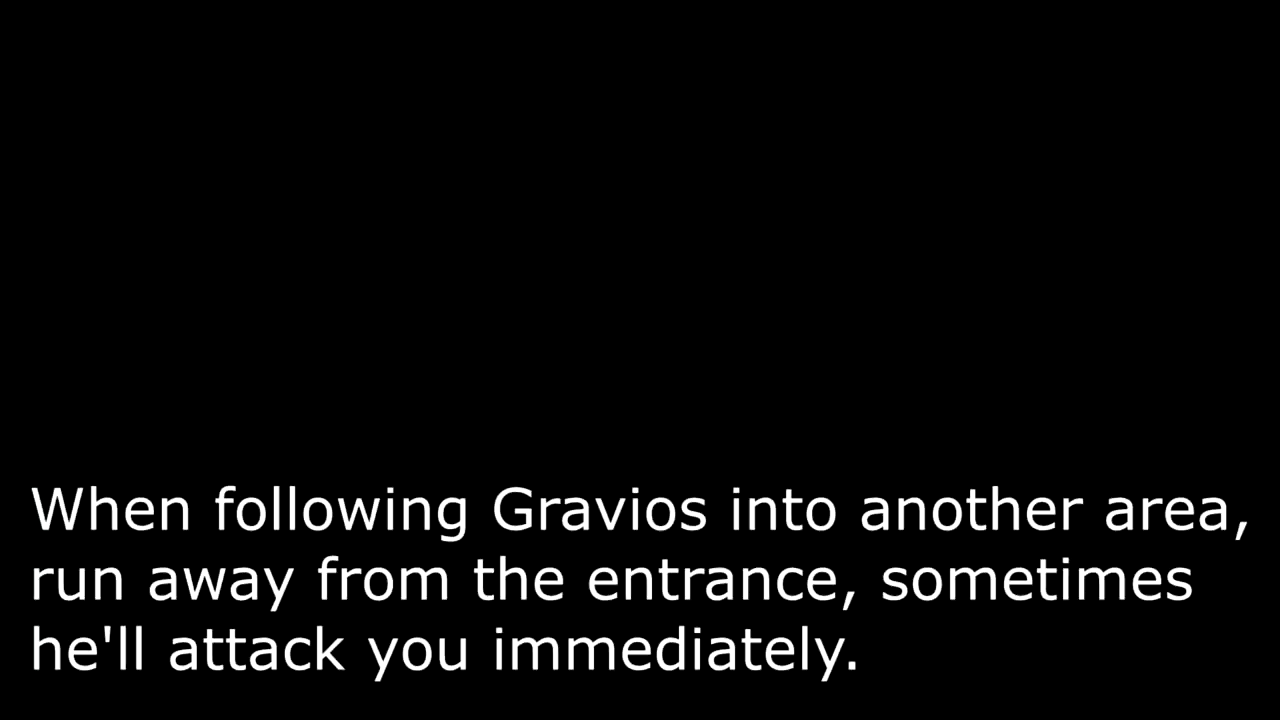 When following Gravios into another area,
run away from the entrance, sometimes
he'll attack you immediately.